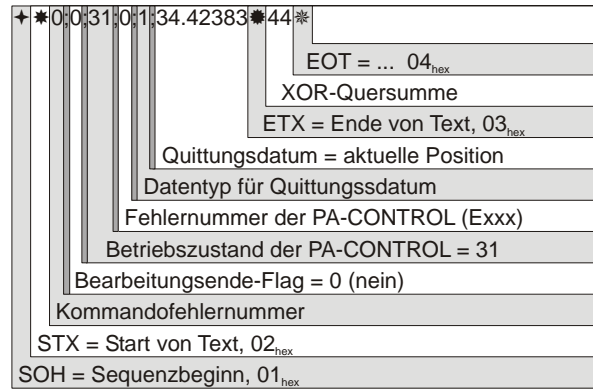 ✦✷0;0;31;0;1;34.42383✹44✵
EOT = ... 04hex
XOR-Quersumme
ETX = Ende von Text, 03hex
Quittungsdatum = aktuelle Position
Datentyp für Quittungssdatum
Fehlernummer der PA-CONTROL (Exxx)
Betriebszustand der PA-CONTROL = 31
Bearbeitungsende-Flag = 0 (nein)
Kommandofehlernummer
STX = Start von Text, 02hex
SOH = Sequenzbeginn, 01hex